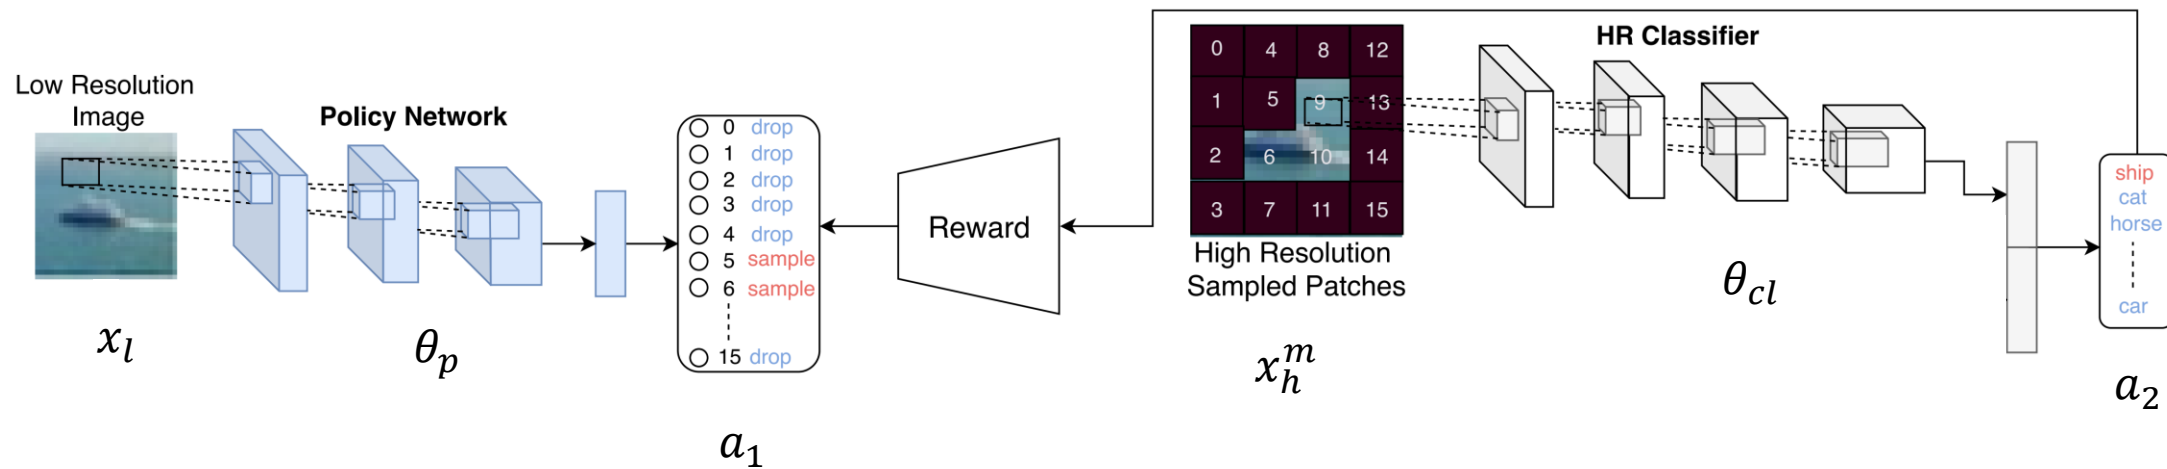 Low Resolution
Image
x_l
Policy Network
θ_p
0 drop
1 drop
2 drop
3 drop
4 drop
5 sample
6 sample
15 drop
a_1
Reward
0 4 8 12
1 5 9 13
2 6 10 14
3 7 11 15
High Resolution
Sampled Patches
x_h^m
HR Classifier
θ_cl
ship
cat
horse
car
a_2